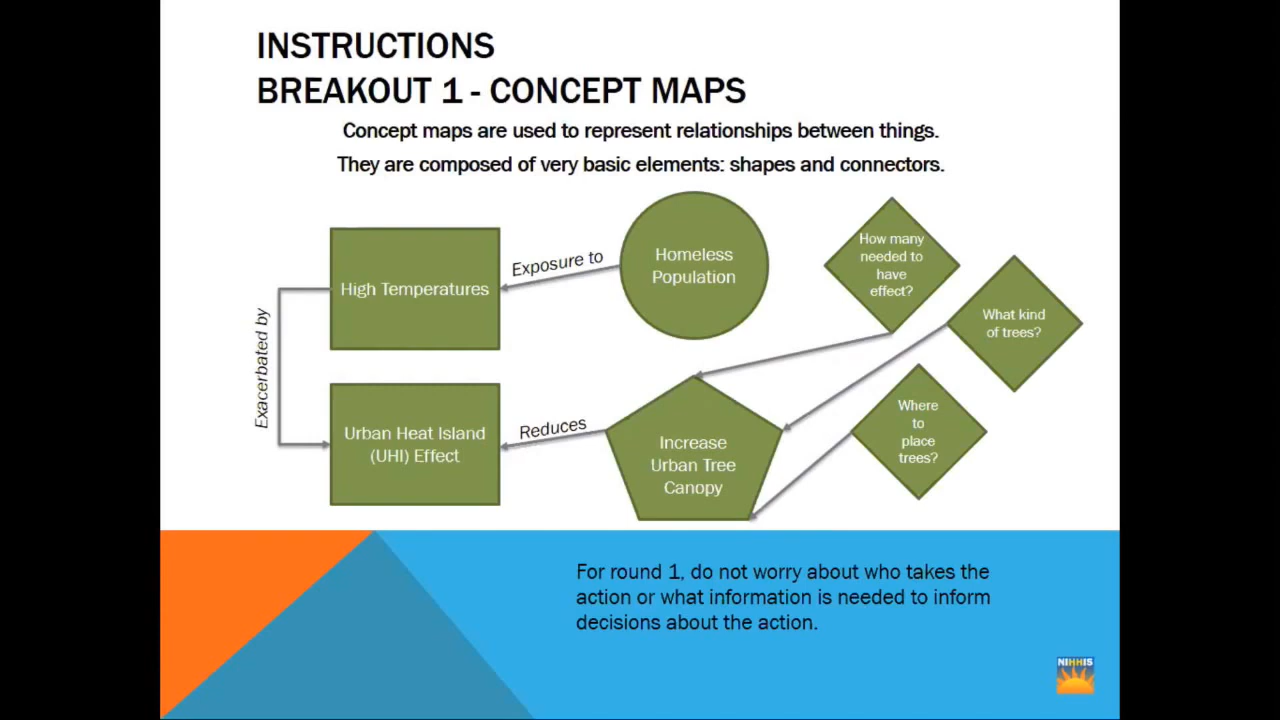 INSTRUCTIONS
BREAKOUT 1 - CONCEPT MAPS
Concept maps are used to represent relationships between things.
They are composed of very basic elements: shapes and connectors.
High Temperatures
Exposure to
Homeless
Population
How many
needed to
have
effect?
What kind
of trees?
Exacerbated by
Urban Heat Island
(UHI) Effect
Reduces
Increase
Urban Tree
Canopy
Where
to
place
trees?
For round 1, do not worry about who takes the
action or what information is needed to inform
decisions about the action.
NIHHIS